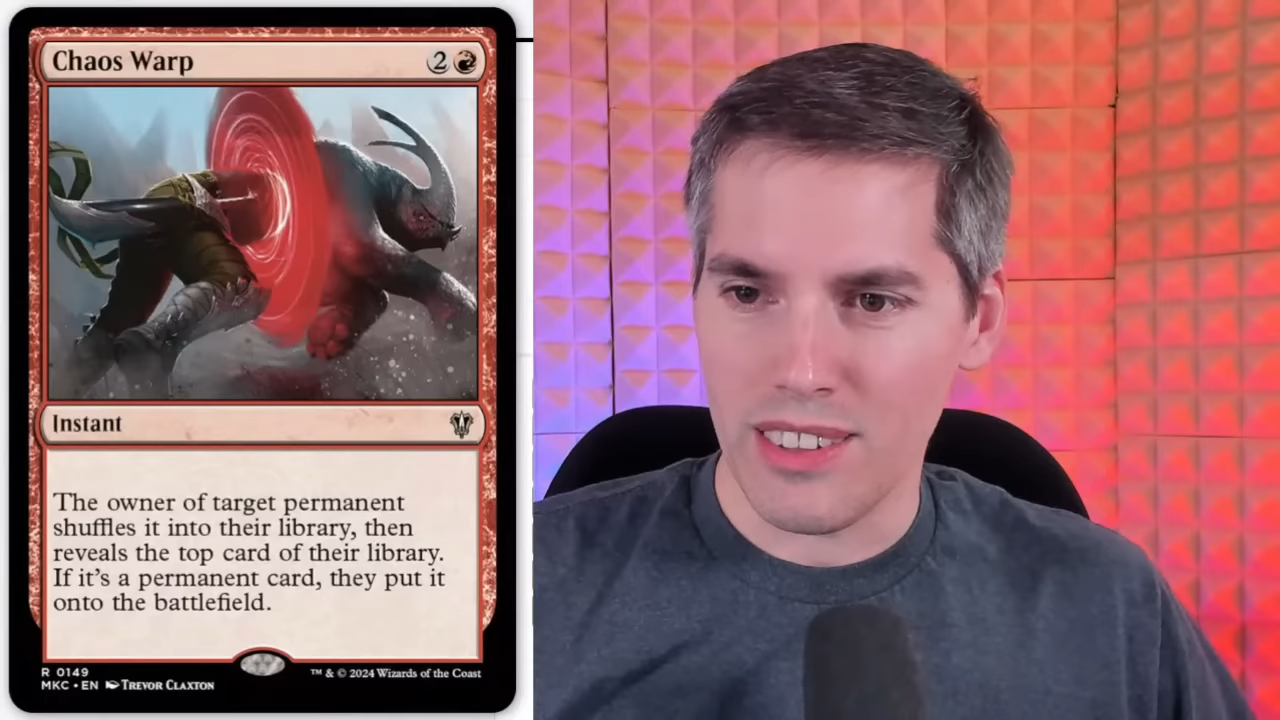 Chaos Warp
2
Instant
The owner of target permanent
shuffles it into their library, then
reveals the top card of their library.
If it's a permanent card, they put it
onto the battlefield.
R 0149
™ & © 2024 Wizards of the Coast
MKC • EN TREVOR CLAXTON